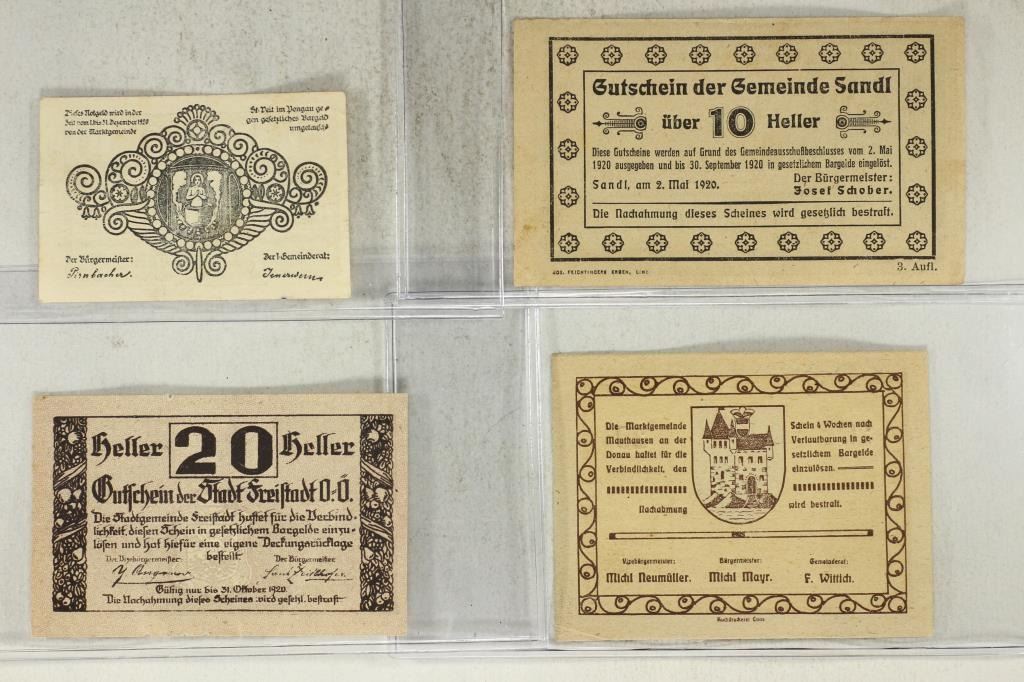 Dieses Notgeld wird in der
Zeit vom 1. bis 31. Dezember 1920
von der Marktgemeinde
St. Veit im Pongau ge-
gen gesetzliches Bargeld
umgetauscht
Der Bürgermeister:
Pirnbacher.
Der I. Gemeinderat:
Gutschein der Gemeinde Sandl
über 10 Heller
Diese Gutscheine werden auf Grund des Gemeindeausschußbeschlusses vom 2. Mai
1920 ausgegeben und bis 30. September 1920 in gesetzlichem Bargelde eingelöst.
Sandl, am 2. Mai 1920.
Der Bürgermeister:
Josef Schober.
Die Nachahmung dieses Scheines wird gesetzlich bestraft.
JOS. FEICHTINGERS ERBEN, LINZ
3. Aufl.
Heller 20 Heller
Gutschein der Stadt Freistadt O.-Ö.
Die Stadtgemeinde Freistadt haftet für die Verbind-
lichkeit, diesen Schein in gesetzlichem Bargelde einzu-
lösen und hat hiefür eine eigene Deckungsrücklage
bestellt.
Der Vizebürgermeister:
Der Bürgermeister
Gültig nur bis 31. Oktober 1920.
Die Nachahmung dieses Scheines wird gesetzl. bestraft
Die Marktgemeinde
Mauthausen an der
Donau haftet für die
Verbindlichkeit, den
Nachahmung
Schein 4 Wochen nach
Verlautbarung in ge-
setzlichem Bargelde
einzulösen.
wird bestraft.
Vizebürgermeister:
Michl Neumüller.
Bürgermeister:
Michl Mayr.
Gemeinderat:
F. Wittich.